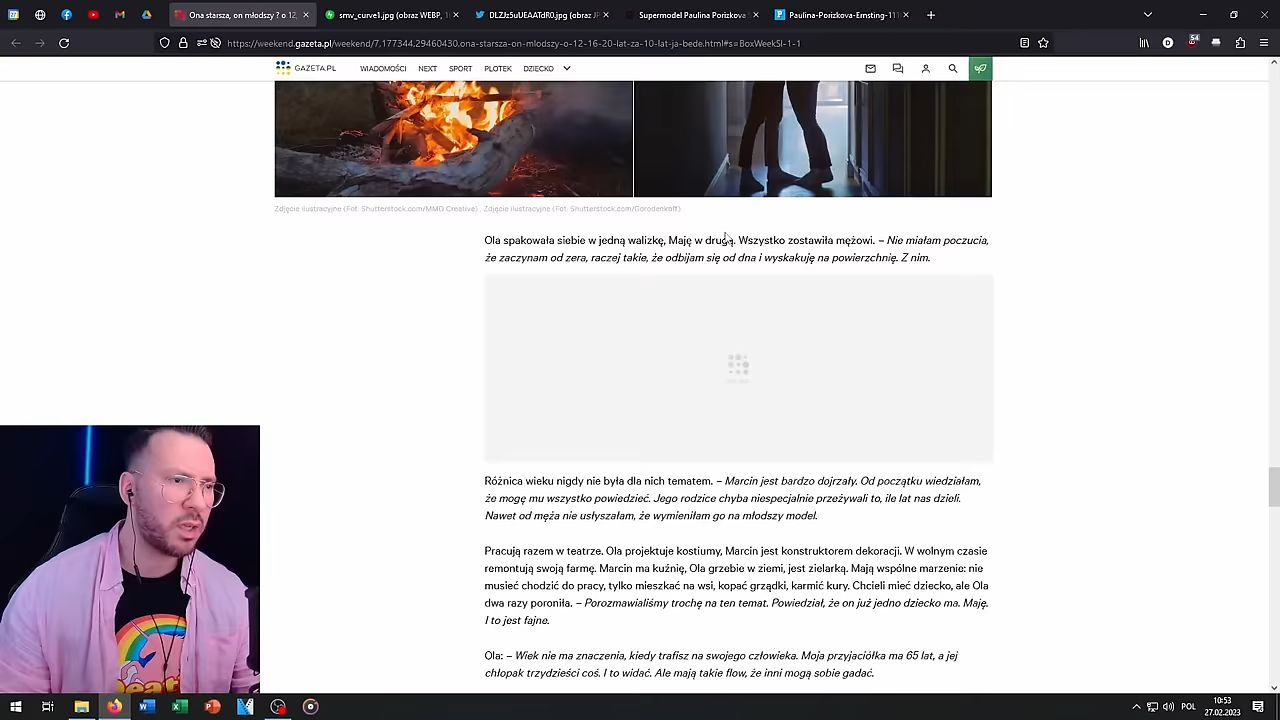 Ona starsza, on młodszy? o 12,
smv_curve1.jpg (obraz WEBP, 1
DLZJz5uUEAATdR0.jpg (obraz JP
Supermodel Paulina Porizkova
Paulina-Porizkova-Ernsting-111
https://weekend.gazeta.pl/weekend/7,177344,29460430,ona-starsza-on-mlodszy-o-12-16-20-lat-za-10-lat-ja-bede.html#s=BoxWeekSl-1-1
54
GAZETA.PL WIADOMOŚCI NEXT SPORT PLOTEK DZIECKO
Zdjęcie ilustracyjne (Fot. Shutterstock.com/MMD Creative) , Zdjęcie ilustracyjne (Fot. Shutterstock.com/Gorodenkoff)
Ola spakowała siebie w jedną walizkę, Maję w drugą. Wszystko zostawiła mężowi. – Nie miałam poczucia,
że zaczynam od zera, raczej takie, że odbijam się od dna i wyskakuję na powierzchnię. Z nim.
Różnica wieku nigdy nie była dla nich tematem. – Marcin jest bardzo dojrzały. Od początku wiedziałam,
że mogę mu wszystko powiedzieć. Jego rodzice chyba niespecjalnie przeżywali to, ile lat nas dzieli.
Nawet od męża nie usłyszałam, że wymieniłam go na młodszy model.
Pracują razem w teatrze. Ola projektuje kostiumy, Marcin jest konstruktorem dekoracji. W wolnym czasie
remontują swoją farmę. Marcin ma kuźnię, Ola grzebie w ziemi, jest zielarką. Mają wspólne marzenie: nie
musieć chodzić do pracy, tylko mieszkać na wsi, kopać grządki, karmić kury. Chcieli mieć dziecko, ale Ola
dwa razy poroniła. – Porozmawialiśmy trochę na ten temat. Powiedział, że on już jedno dziecko ma. Maję.
I to jest fajne.
Ola: – Wiek nie ma znaczenia, kiedy trafisz na swojego człowieka. Moja przyjaciółka ma 65 lat, a jej
chłopak trzydzieści coś. I to widać. Ale mają takie flow, że inni mogą sobie gadać.
POL
10:53
27.02.2023